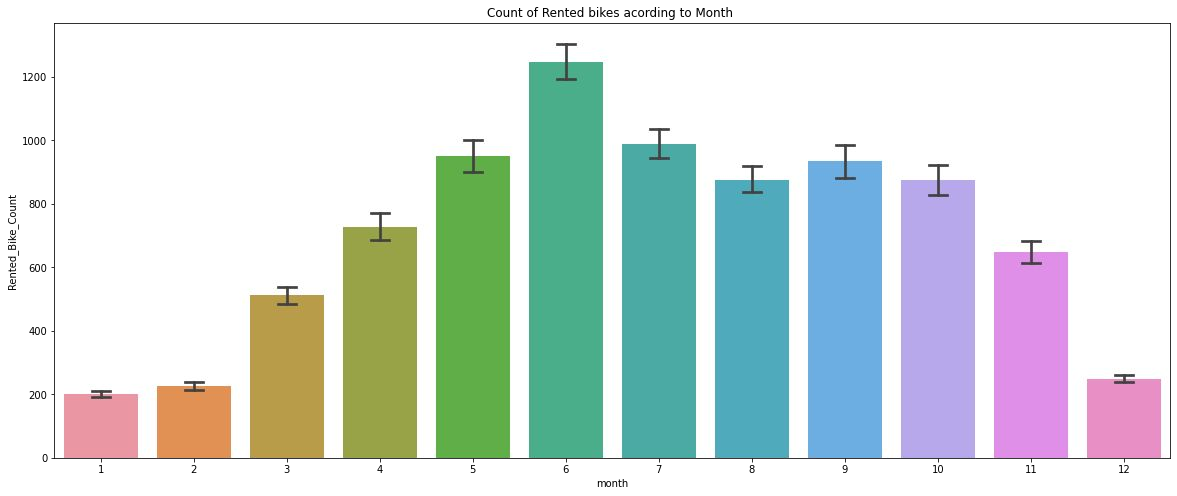 Count of Rented bikes acording to Month
Rented_Bike_Count
1200
1000
800
600
400
200
0
1 2 3 4 5 6 7 8 9 10 11 12
month